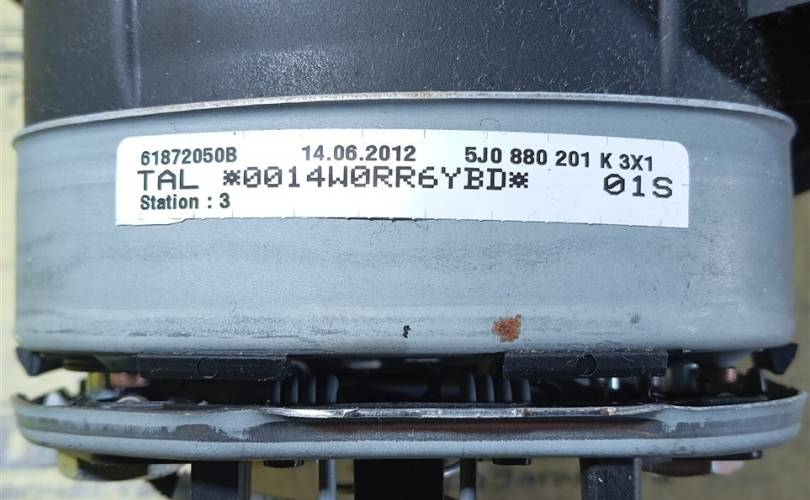 61872050B 14.06.2012 5J0 880 201 K 3X1
TAL *0014W0RR6YBD* 01S
Station : 3